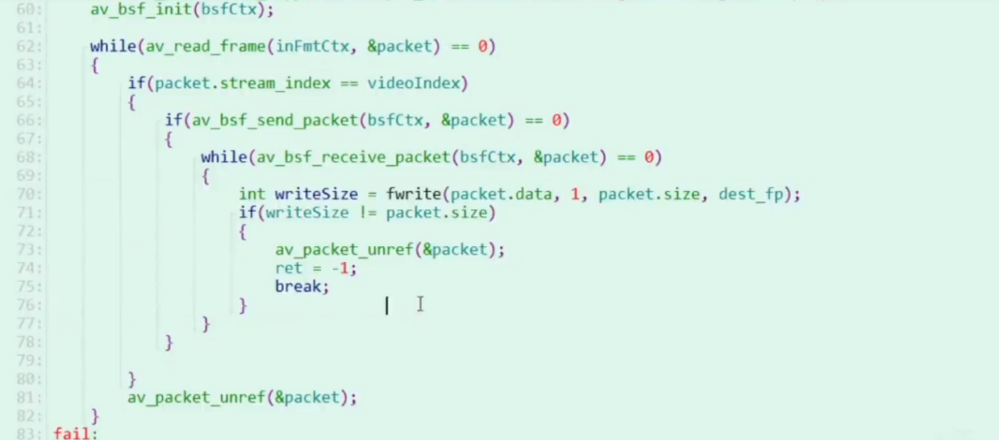 60: av_bsf_init(bsfCtx);
61:
62: while(av_read_frame(inFmtCtx, &packet) == 0)
63: {
64: if(packet.stream_index == videoIndex)
65: {
66: if(av_bsf_send_packet(bsfCtx, &packet) == 0)
67: {
68: while(av_bsf_receive_packet(bsfCtx, &packet) == 0)
69: {
70: int writeSize = fwrite(packet.data, 1, packet.size, dest_fp);
71: if(writeSize != packet.size)
72: {
73: av_packet_unref(&packet);
74: ret = -1;
75: break;
76: }
77: }
78: }
79:
80: }
81: av_packet_unref(&packet);
82: }
83: fail: